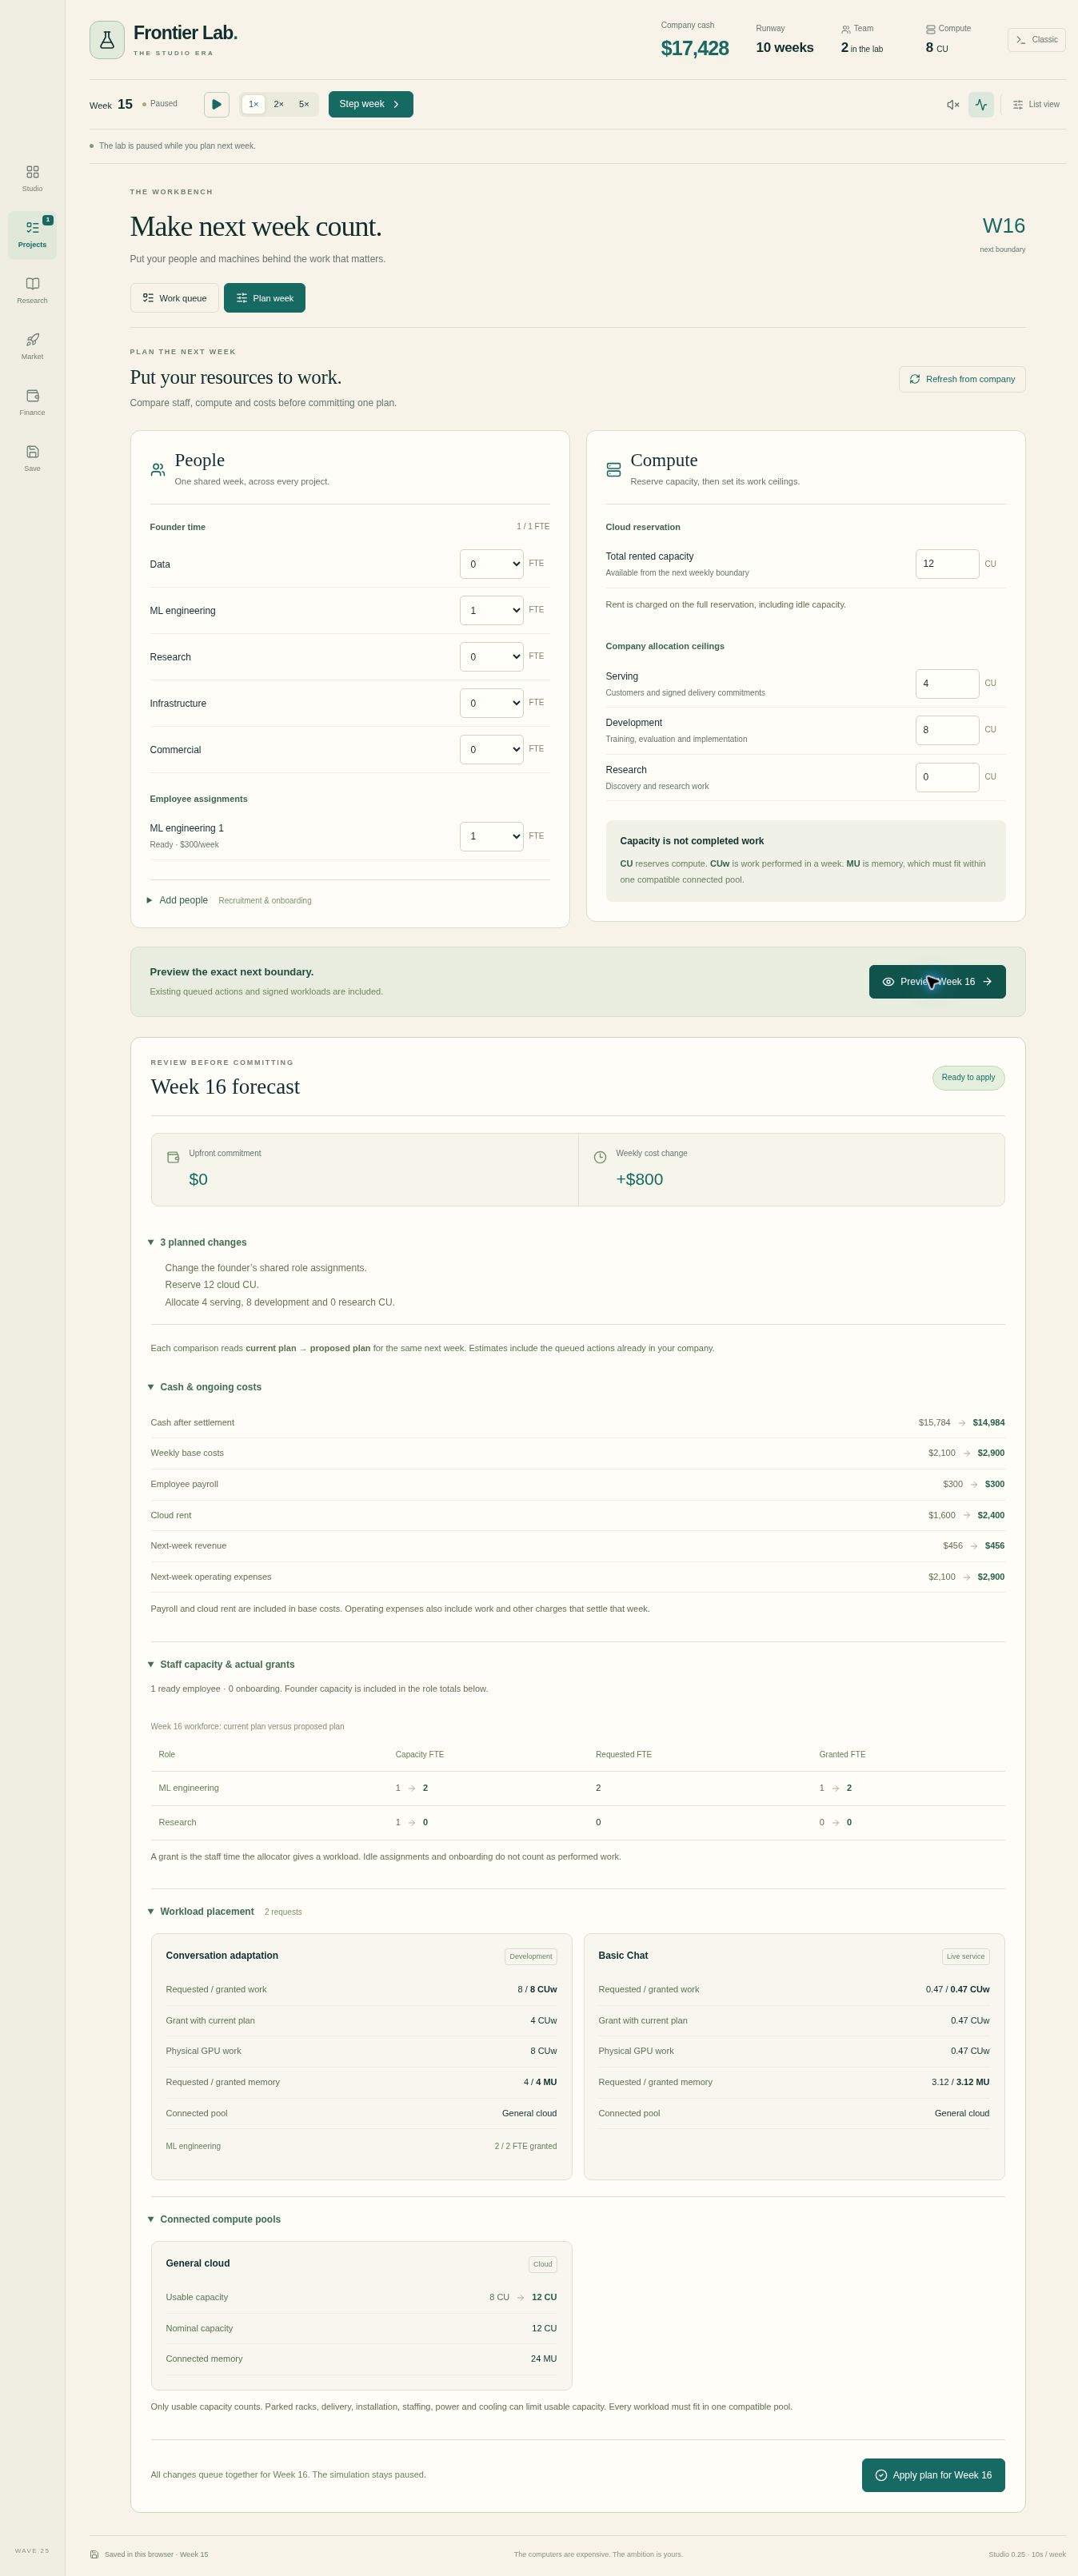 Frontier Lab.
THE STUDIO ERA
Company cash
$17,428
Runway
10 weeks
Team
2 in the lab
Compute
8 CU
Classic
Week 15
Paused
1×
2×
5×
Step week
List view
The lab is paused while you plan next week.
Studio
1
Projects
Research
Market
Finance
Save
THE WORKBENCH
Make next week count.
Put your people and machines behind the work that matters.
W16
next boundary
Work queue
Plan week
PLAN THE NEXT WEEK
Put your resources to work.
Compare staff, compute and costs before committing one plan.
Refresh from company
People
One shared week, across every project.
Founder time
1 / 1 FTE
Data
0
FTE
ML engineering
1
FTE
Research
0
FTE
Infrastructure
0
FTE
Commercial
0
FTE
Employee assignments
ML engineering 1
Ready · $300/week
1
FTE
Add people
Recruitment & onboarding
Compute
Reserve capacity, then set its work ceilings.
Cloud reservation
Total rented capacity
Available from the next weekly boundary
12
CU
Rent is charged on the full reservation, including idle capacity.
Company allocation ceilings
Serving
Customers and signed delivery commitments
4
CU
Development
Training, evaluation and implementation
8
CU
Research
Discovery and research work
0
CU
Capacity is not completed work
CU reserves compute. CUw is work performed in a week. MU is memory, which must fit within
one compatible connected pool.
Preview the exact next boundary.
Existing queued actions and signed workloads are included.
Preview Week 16
REVIEW BEFORE COMMITTING
Week 16 forecast
Ready to apply
Upfront commitment
$0
Weekly cost change
+$800
3 planned changes
Change the founder's shared role assignments.
Reserve 12 cloud CU.
Allocate 4 serving, 8 development and 0 research CU.
Each comparison reads current plan → proposed plan for the same next week. Estimates include the queued actions already in your company.
Cash & ongoing costs
Cash after settlement
$15,784 → $14,984
Weekly base costs
$2,100 → $2,900
Employee payroll
$300 → $300
Cloud rent
$1,600 → $2,400
Next-week revenue
$456 → $456
Next-week operating expenses
$2,100 → $2,900
Payroll and cloud rent are included in base costs. Operating expenses also include work and other charges that settle that week.
Staff capacity & actual grants
1 ready employee · 0 onboarding. Founder capacity is included in the role totals below.
Week 16 workforce: current plan versus proposed plan
Role Capacity FTE Requested FTE Granted FTE
ML engineering 1 → 2 2 1 → 2
Research 1 → 0 0 0 → 0
A grant is the staff time the allocator gives a workload. Idle assignments and onboarding do not count as performed work.
Workload placement 2 requests
Conversation adaptation
Development
Requested / granted work
8 / 8 CUw
Grant with current plan
4 CUw
Physical GPU work
8 CUw
Requested / granted memory
4 / 4 MU
Connected pool
General cloud
ML engineering
2 / 2 FTE granted
Basic Chat
Live service
Requested / granted work
0.47 / 0.47 CUw
Grant with current plan
0.47 CUw
Physical GPU work
0.47 CUw
Requested / granted memory
3.12 / 3.12 MU
Connected pool
General cloud
Connected compute pools
General cloud
Cloud
Usable capacity
8 CU → 12 CU
Nominal capacity
12 CU
Connected memory
24 MU
Only usable capacity counts. Parked racks, delivery, installation, staffing, power and cooling can limit usable capacity. Every workload must fit in one compatible pool.
All changes queue together for Week 16. The simulation stays paused.
Apply plan for Week 16
WAVE 25
Saved in this browser · Week 15
The computers are expensive. The ambition is yours.
Studio 0.25 · 10s / week